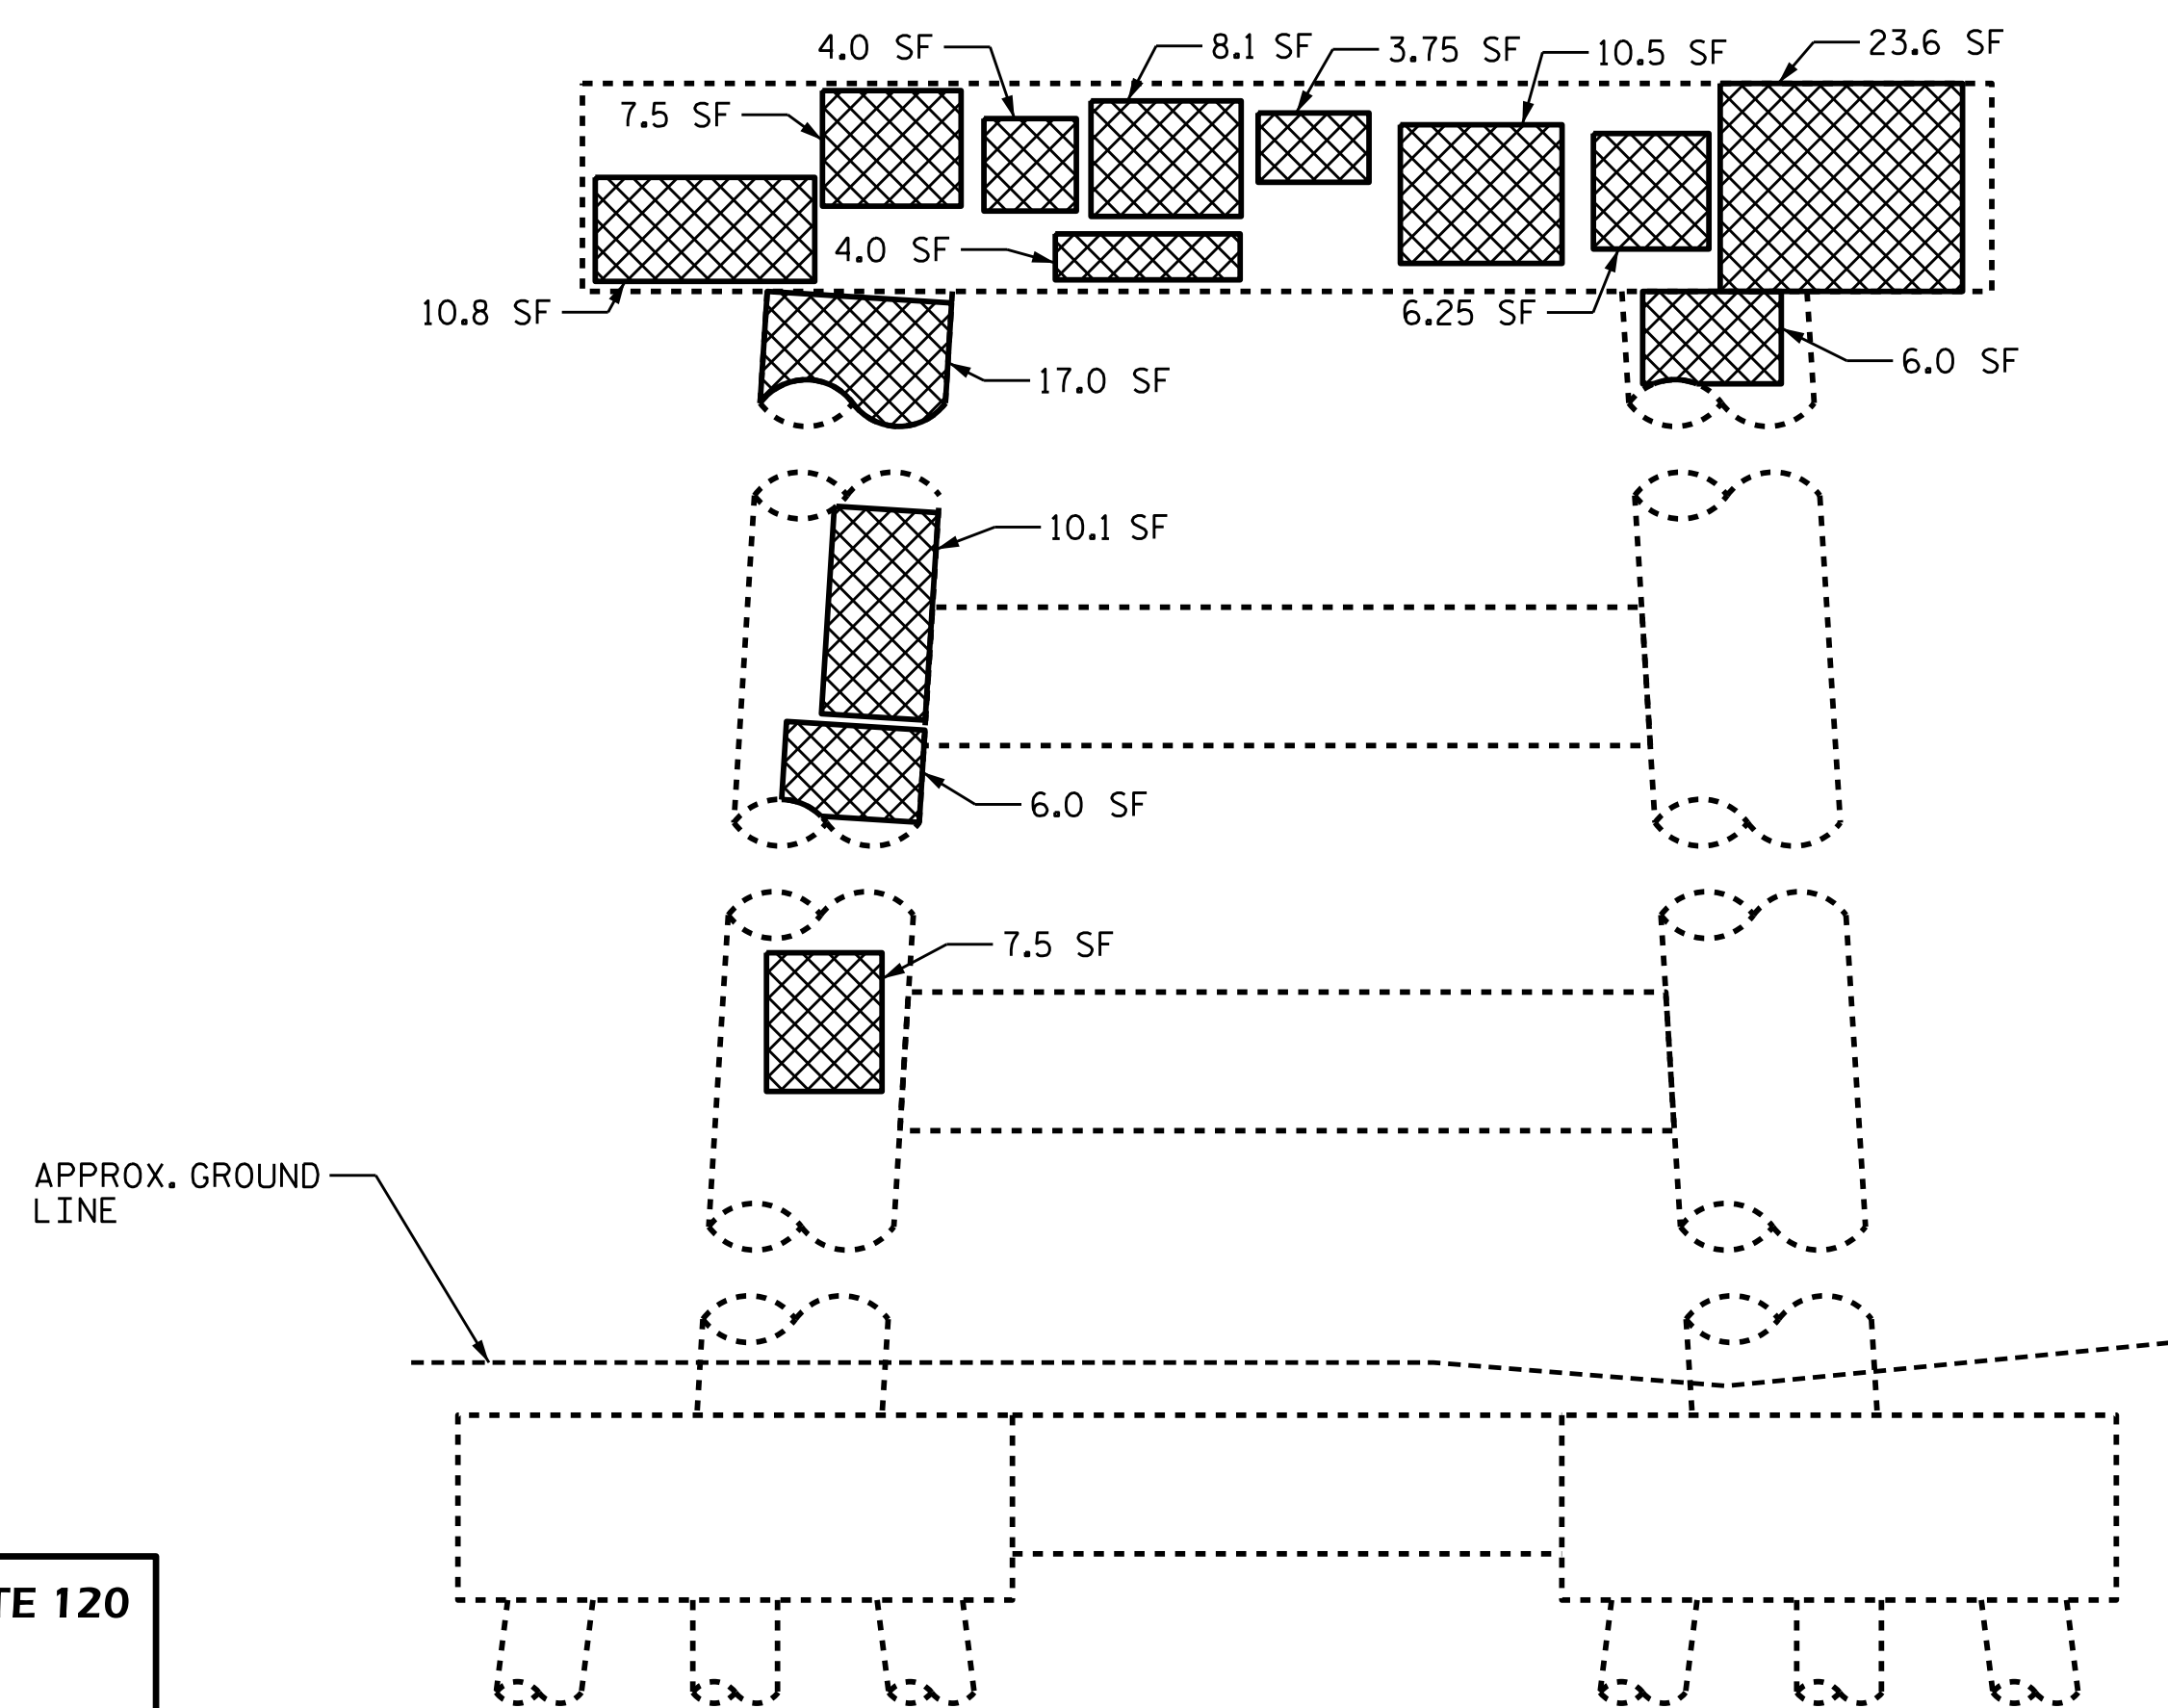 4.0 SF
8.1 SF
3.75 SF
10.5 SF
23.6 SF
7.5 SF
4.0 SF
10.8 SF
6.25 SF
6.0 SF
17.0 SF
10.1 SF
6.0 SF
7.5 SF
APPROX. GROUND
LINE
TE 120